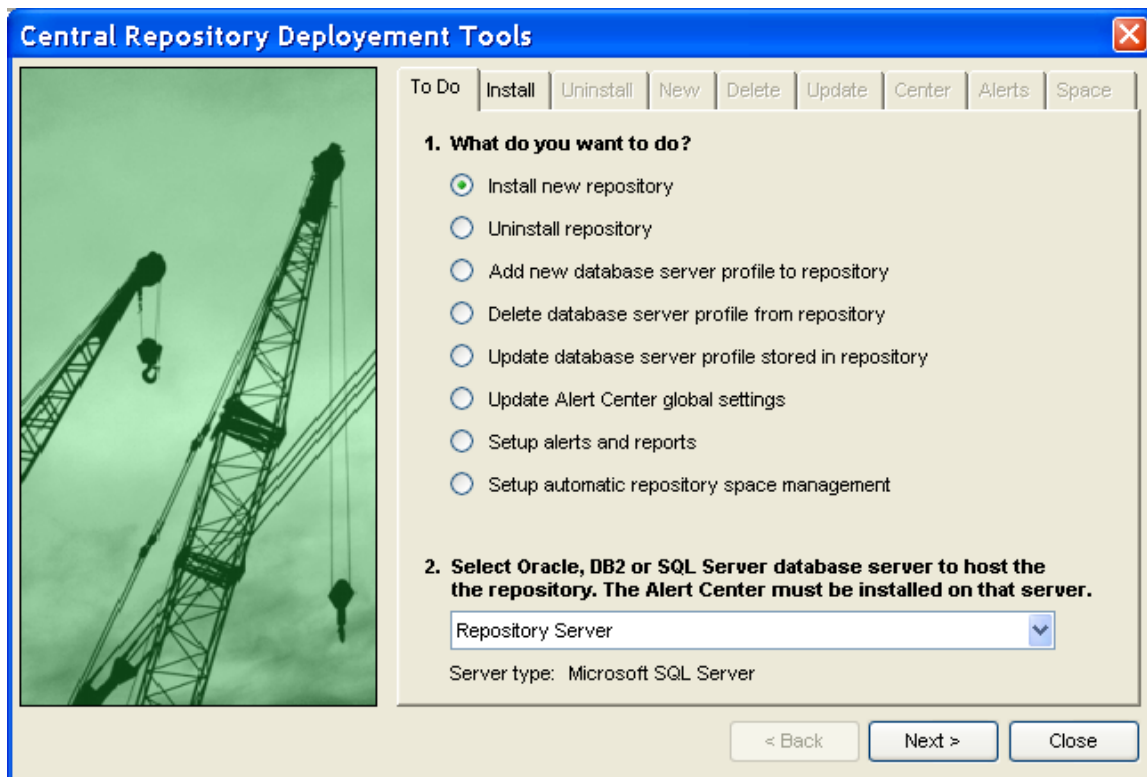 Central Repository Deployement Tools
To Do Install Uninstall New Delete Update Center Alerts Space
1. What do you want to do?
Install new repository
Uninstall repository
Add new database server profile to repository
Delete database server profile from repository
Update database server profile stored in repository
Update Alert Center global settings
Setup alerts and reports
Setup automatic repository space management
2. Select Oracle, DB2 or SQL Server database server to host the
the repository. The Alert Center must be installed on that server.
Repository Server
Server type: Microsoft SQL Server
< Back Next > Close